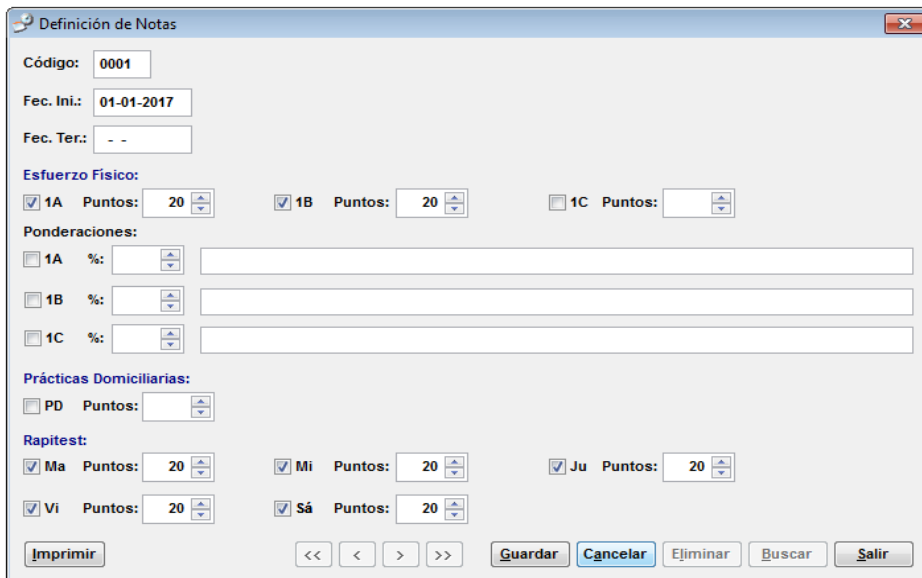 Definición de Notas
Código: 0001
Fec. Ini.: 01-01-2017
Fec. Ter.: - -
Esfuerzo Físico:
1A Puntos: 20 1B Puntos: 20 1C Puntos:
Ponderaciones:
1A %:
1B %:
1C %:
Prácticas Domiciliarias:
PD Puntos:
Rapitest:
Ma Puntos: 20 Mi Puntos: 20 Ju Puntos: 20
Vi Puntos: 20 Sá Puntos: 20
Imprimir << < > >> Guardar Cancelar Eliminar Buscar Salir